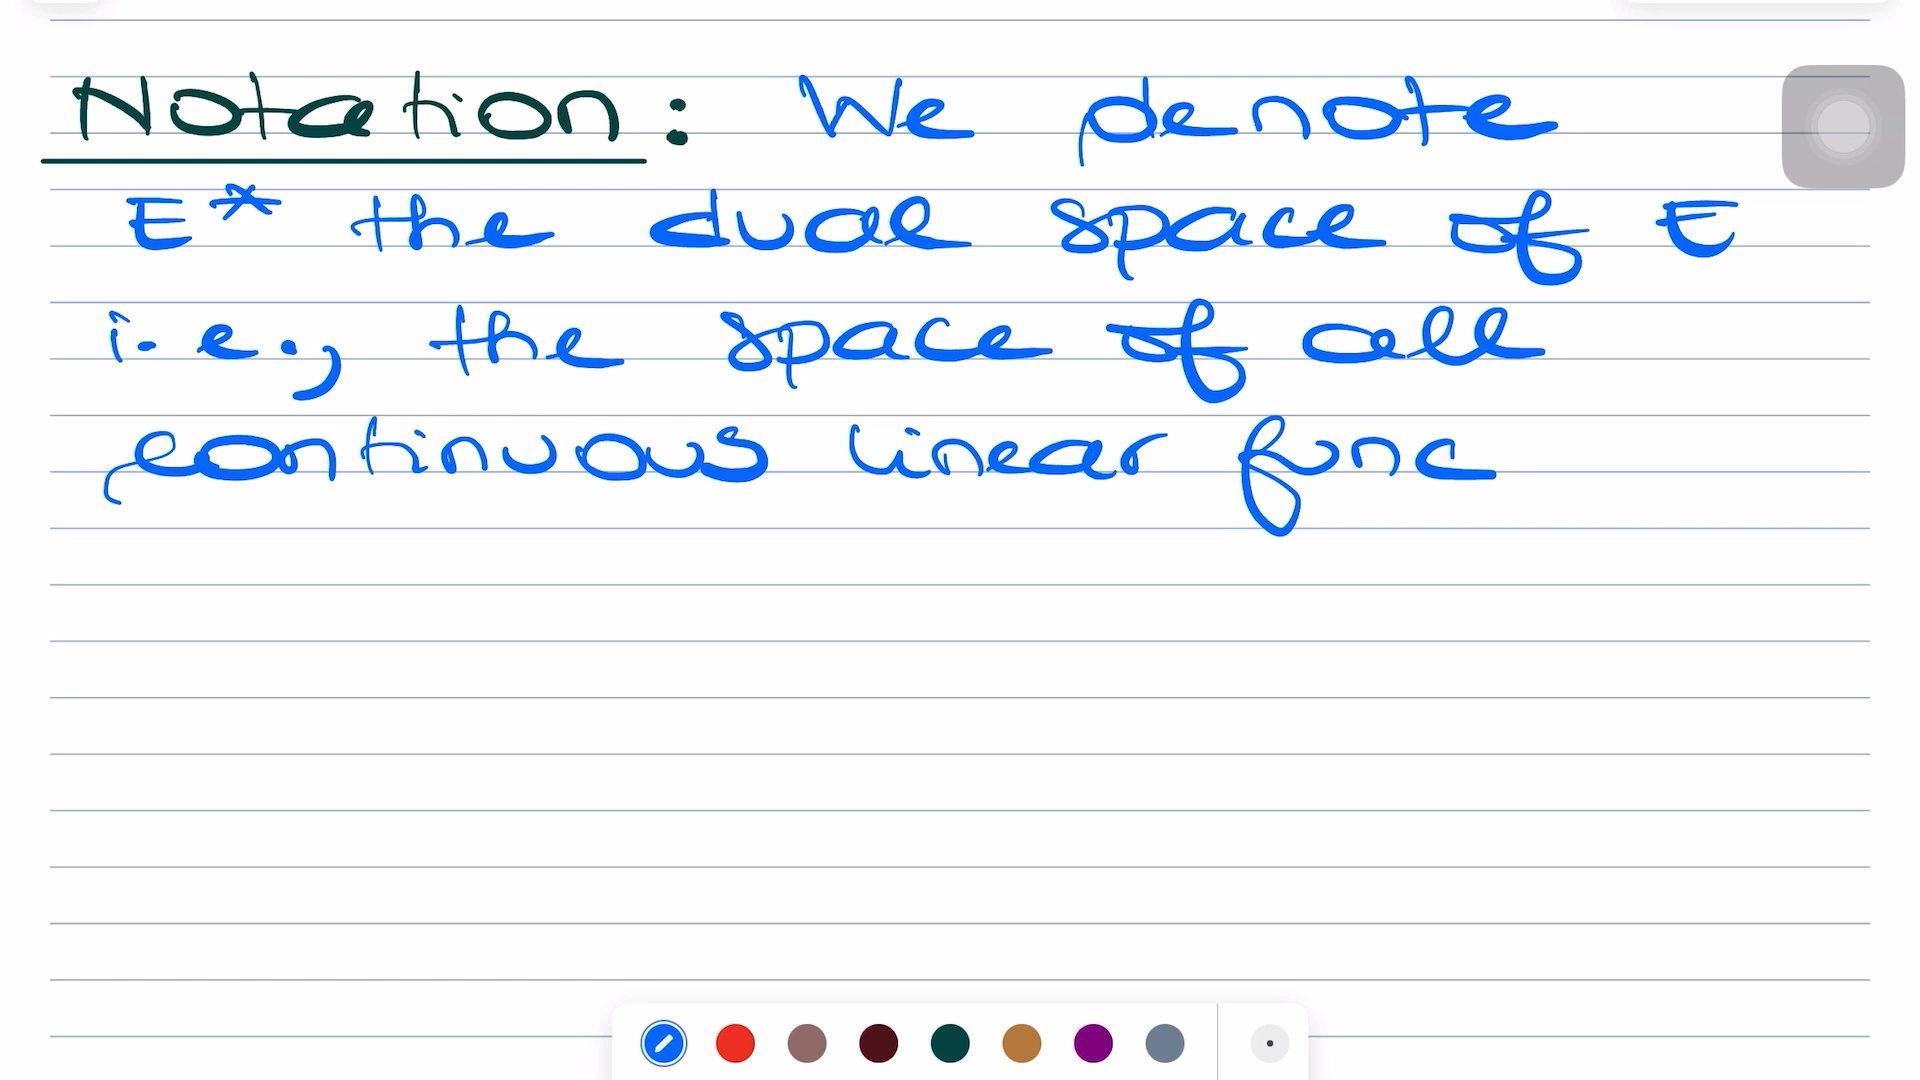 Notation: We denote
E* the dual space of E
i.e., the space of all
continuous linear func